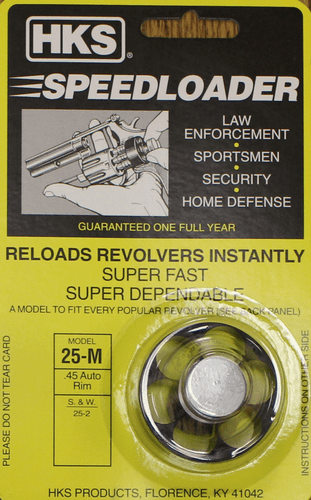 HKS®
SPEEDLOADER
LAW
ENFORCEMENT
•
SPORTSMEN
•
SECURITY
•
HOME DEFENSE
GUARANTEED ONE FULL YEAR
RELOADS REVOLVERS INSTANTLY
SUPER FAST
SUPER DEPENDABLE
A MODEL TO FIT EVERY POPULAR REVOLVER (SEE BACK PANEL)
MODEL
25-M
.45 Auto
Rim
S. & W.
25-2
PLEASE DO NOT TEAR CARD
INSTRUCTIONS ON OTHER SIDE
HKS PRODUCTS, FLORENCE, KY 41042